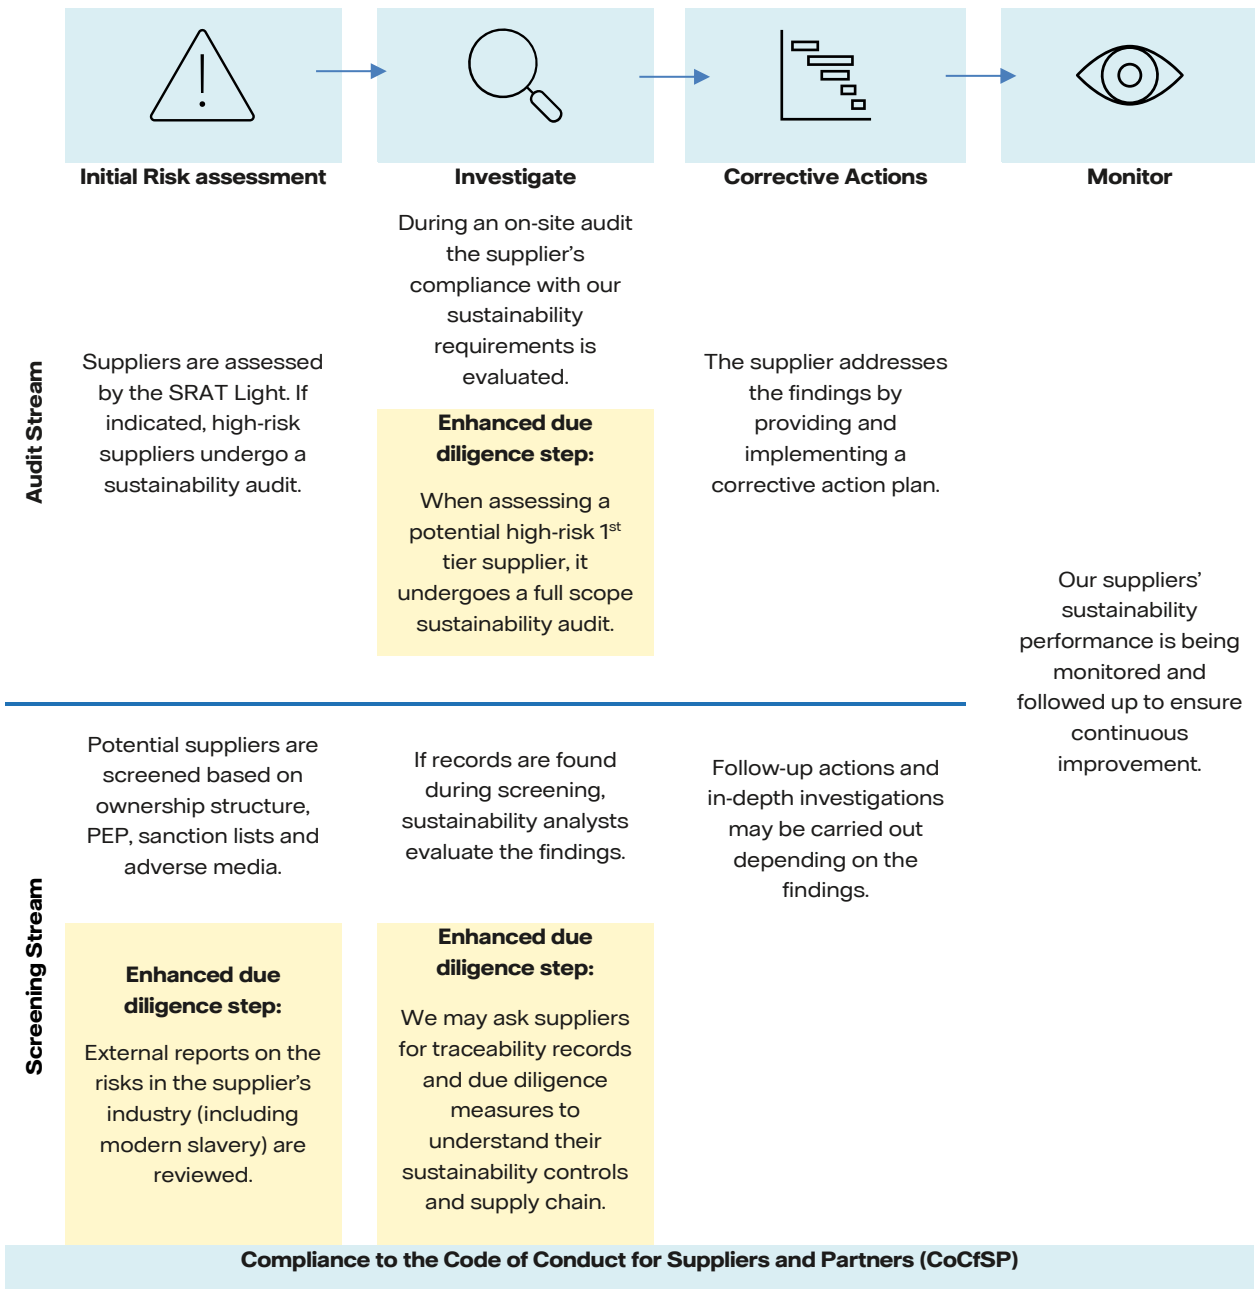 Initial Risk assessment
Investigate
Corrective Actions
Monitor
Audit Stream
Suppliers are assessed
by the SRAT Light. If
indicated, high-risk
suppliers undergo a
sustainability audit.
During an on-site audit
the supplier’s
compliance with our
sustainability
requirements is
evaluated.
Enhanced due
diligence step:
When assessing a
potential high-risk 1st
tier supplier, it
undergoes a full scope
sustainability audit.
The supplier addresses
the findings by
providing and
implementing a
corrective action plan.
Our suppliers’
sustainability
performance is being
monitored and
followed up to ensure
continuous
improvement.
Screening Stream
Potential suppliers are
screened based on
ownership structure,
PEP, sanction lists and
adverse media.
Enhanced due
diligence step:
External reports on the
risks in the supplier’s
industry (including
modern slavery) are
reviewed.
If records are found
during screening,
sustainability analysts
evaluate the findings.
Enhanced due
diligence step:
We may ask suppliers
for traceability records
and due diligence
measures to
understand their
sustainability controls
and supply chain.
Follow-up actions and
in-depth investigations
may be carried out
depending on the
findings.
Compliance to the Code of Conduct for Suppliers and Partners (CoCfSP)